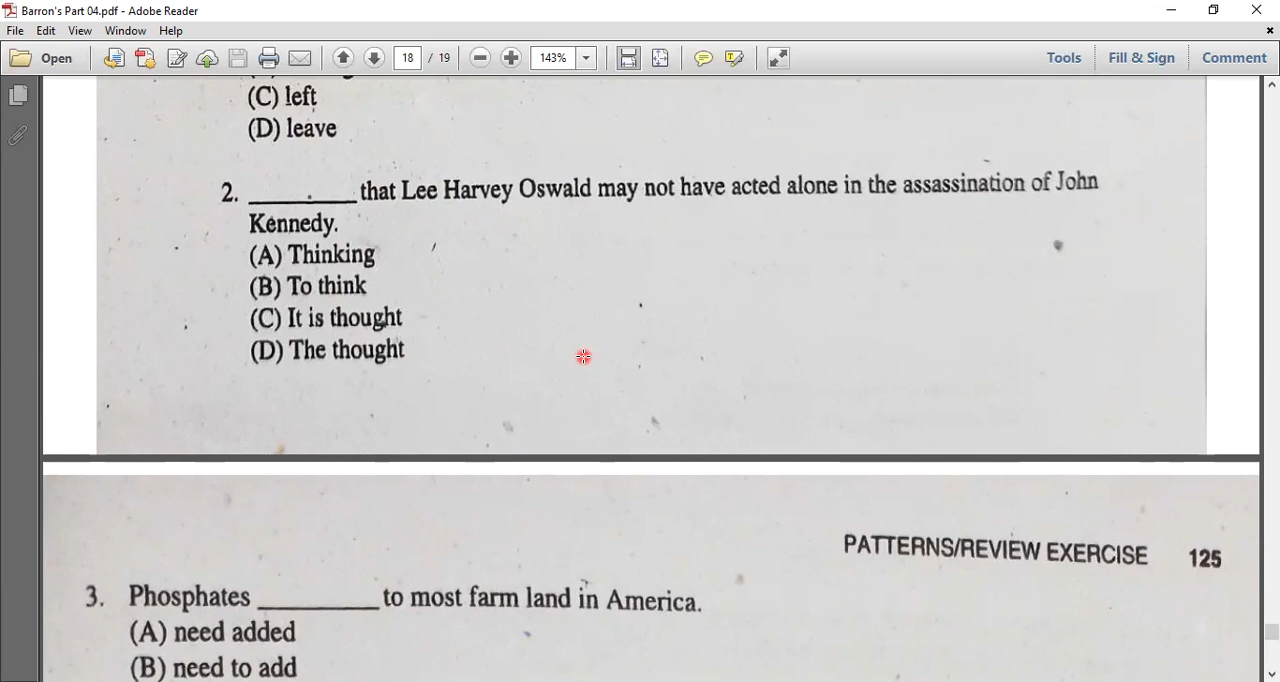 Barron's Part 04.pdf - Adobe Reader
File Edit View Window Help
Open 18 / 19 143% Tools Fill & Sign Comment
(C) left
(D) leave
2. ________ that Lee Harvey Oswald may not have acted alone in the assassination of John
Kennedy.
(A) Thinking
(B) To think
(C) It is thought
(D) The thought
PATTERNS/REVIEW EXERCISE 125
3. Phosphates ________ to most farm land in America.
(A) need added
(B) need to add